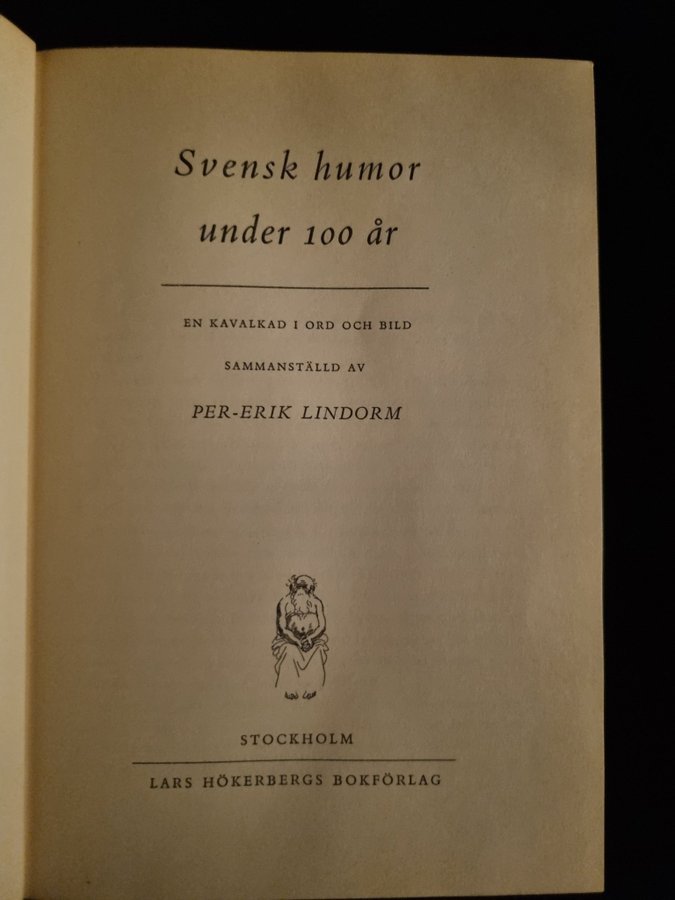 Svensk humor
under 100 år
EN KAVALKAD I ORD OCH BILD
SAMMANSTÄLLD AV
PER-ERIK LINDORM
STOCKHOLM
LARS HÖKERBERGS BOKFÖRLAG